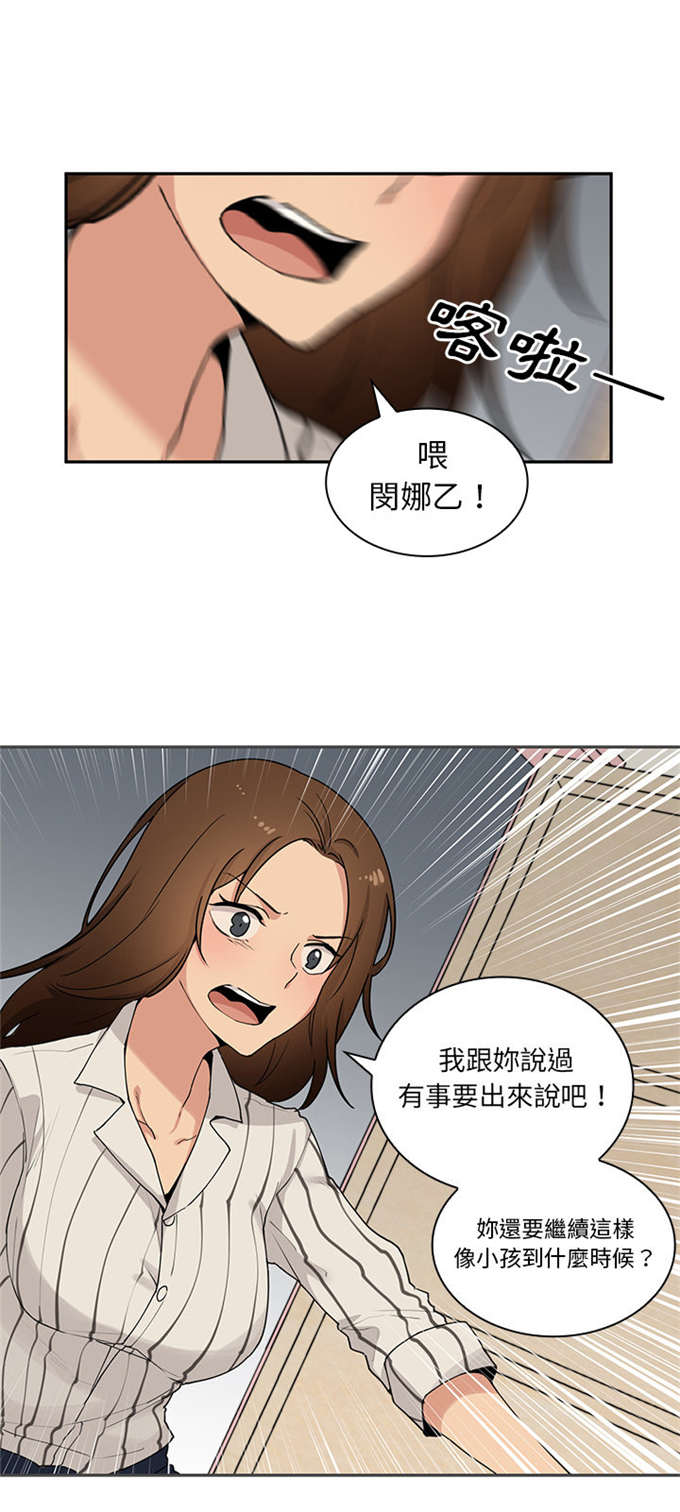 喀啦
喂
閔娜乙！
我跟妳說過
有事要出來說吧！
妳還要繼續這樣
像小孩到什麼時候？